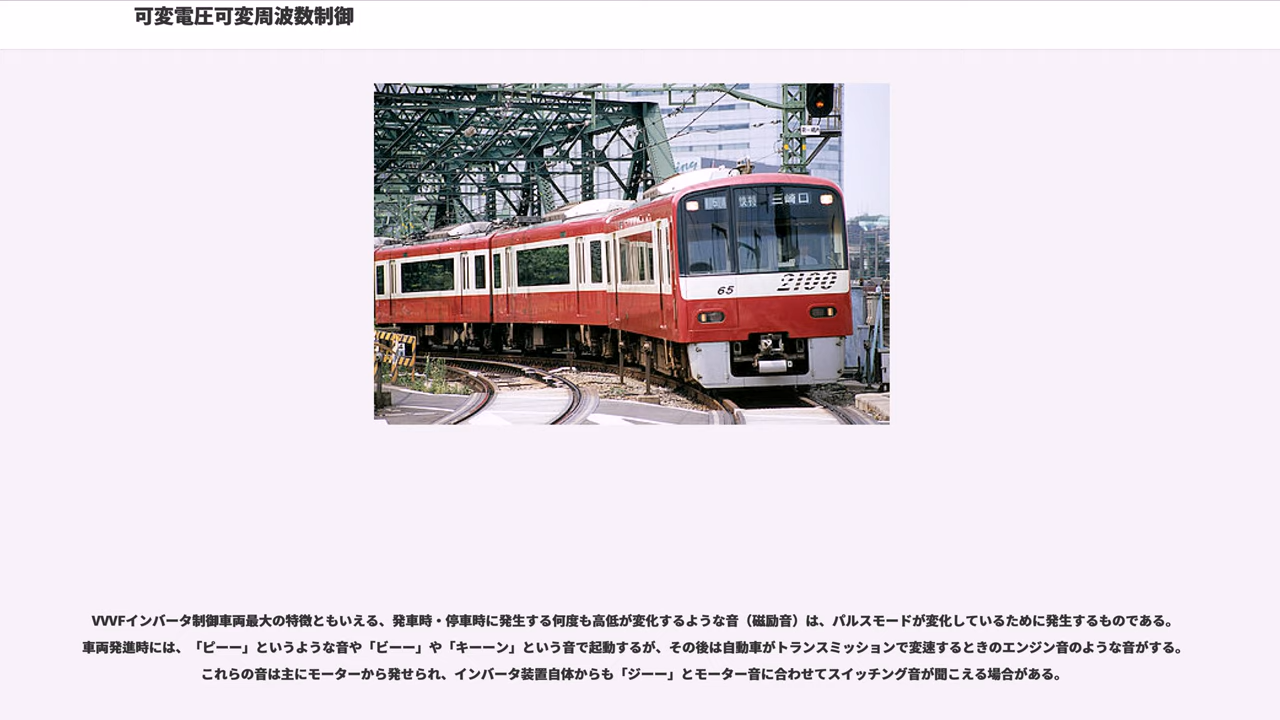 可変電圧可変周波数制御
三崎口
65
2100
VVVFインバータ制御車両最大の特徴ともいえる、発車時・停車時に発生する何度も高低が変化するような音（磁励音）は、パルスモードが変化しているために発生するものである。
車両発進時には、「ピーー」というような音や「ビーー」や「キーーン」という音で起動するが、その後は自動車がトランスミッションで変速するときのエンジン音のような音がする。
これらの音は主にモーターから発せられ、インバータ装置自体からも「ジーー」とモーター音に合わせてスイッチング音が聞こえる場合がある。